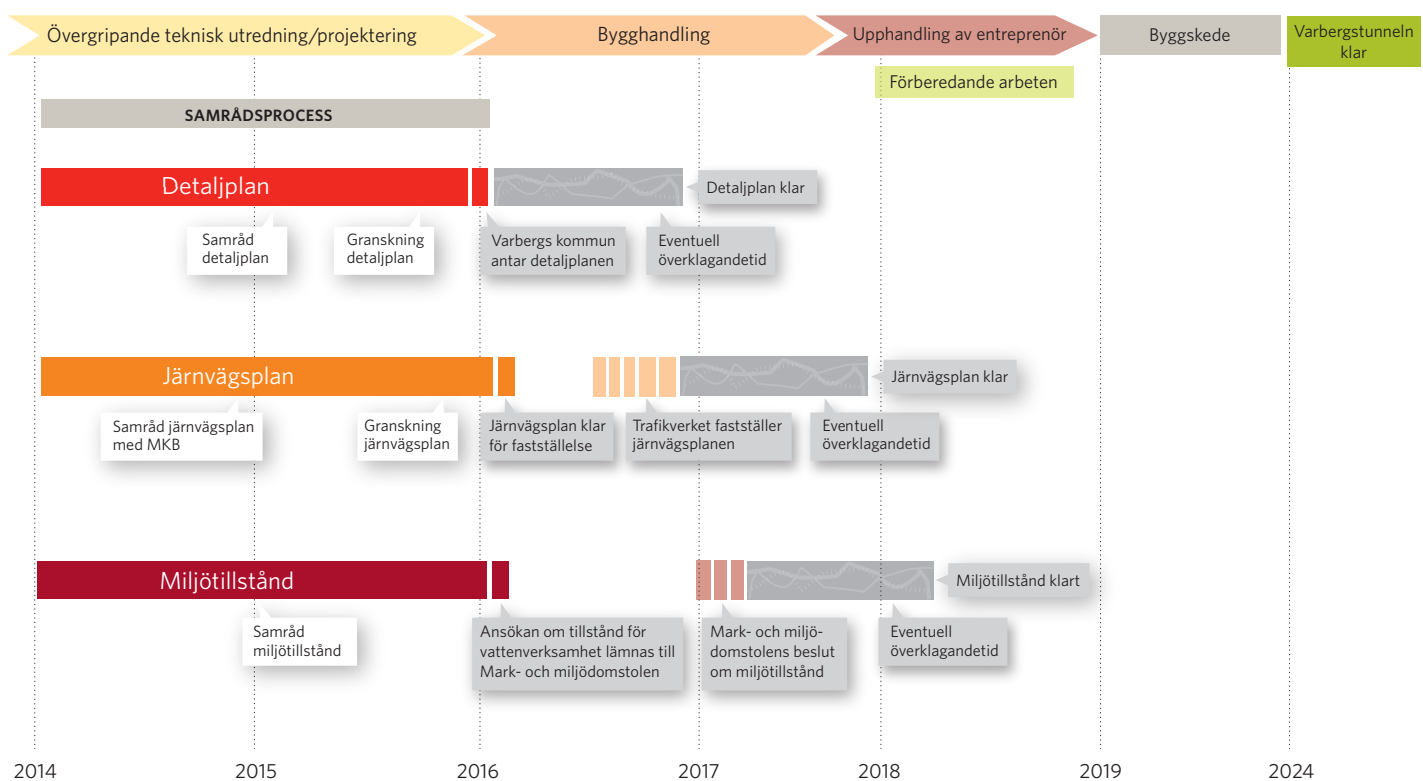 Övergripande teknisk utredning/projektering
Bygghandling
Upphandling av entreprenör
Byggskede
Varbergstunneln
klar
Förberedande arbeten
SAMRÅDSPROCESS
Detaljplan
Detaljplan klar
Samråd
detaljplan
Granskning
detaljplan
Varbergs kommun
antar detaljplanen
Eventuell
överklagandetid
Järnvägsplan
Järnvägsplan klar
Samråd järnvägsplan
med MKB
Granskning
järnvägsplan
Järnvägsplan klar
för fastställelse
Trafikverket fastställer
järnvägsplanen
Eventuell
överklagandetid
Miljötillstånd
Miljötillstånd klart
Samråd
miljötillstånd
Ansökan om tillstånd för
vattenverksamhet lämnas till
Mark- och miljödomstolen
Mark- och miljö-
domstolens beslut
om miljötillstånd
Eventuell
överklagandetid
2014
2015
2016
2017
2018
2019
2024